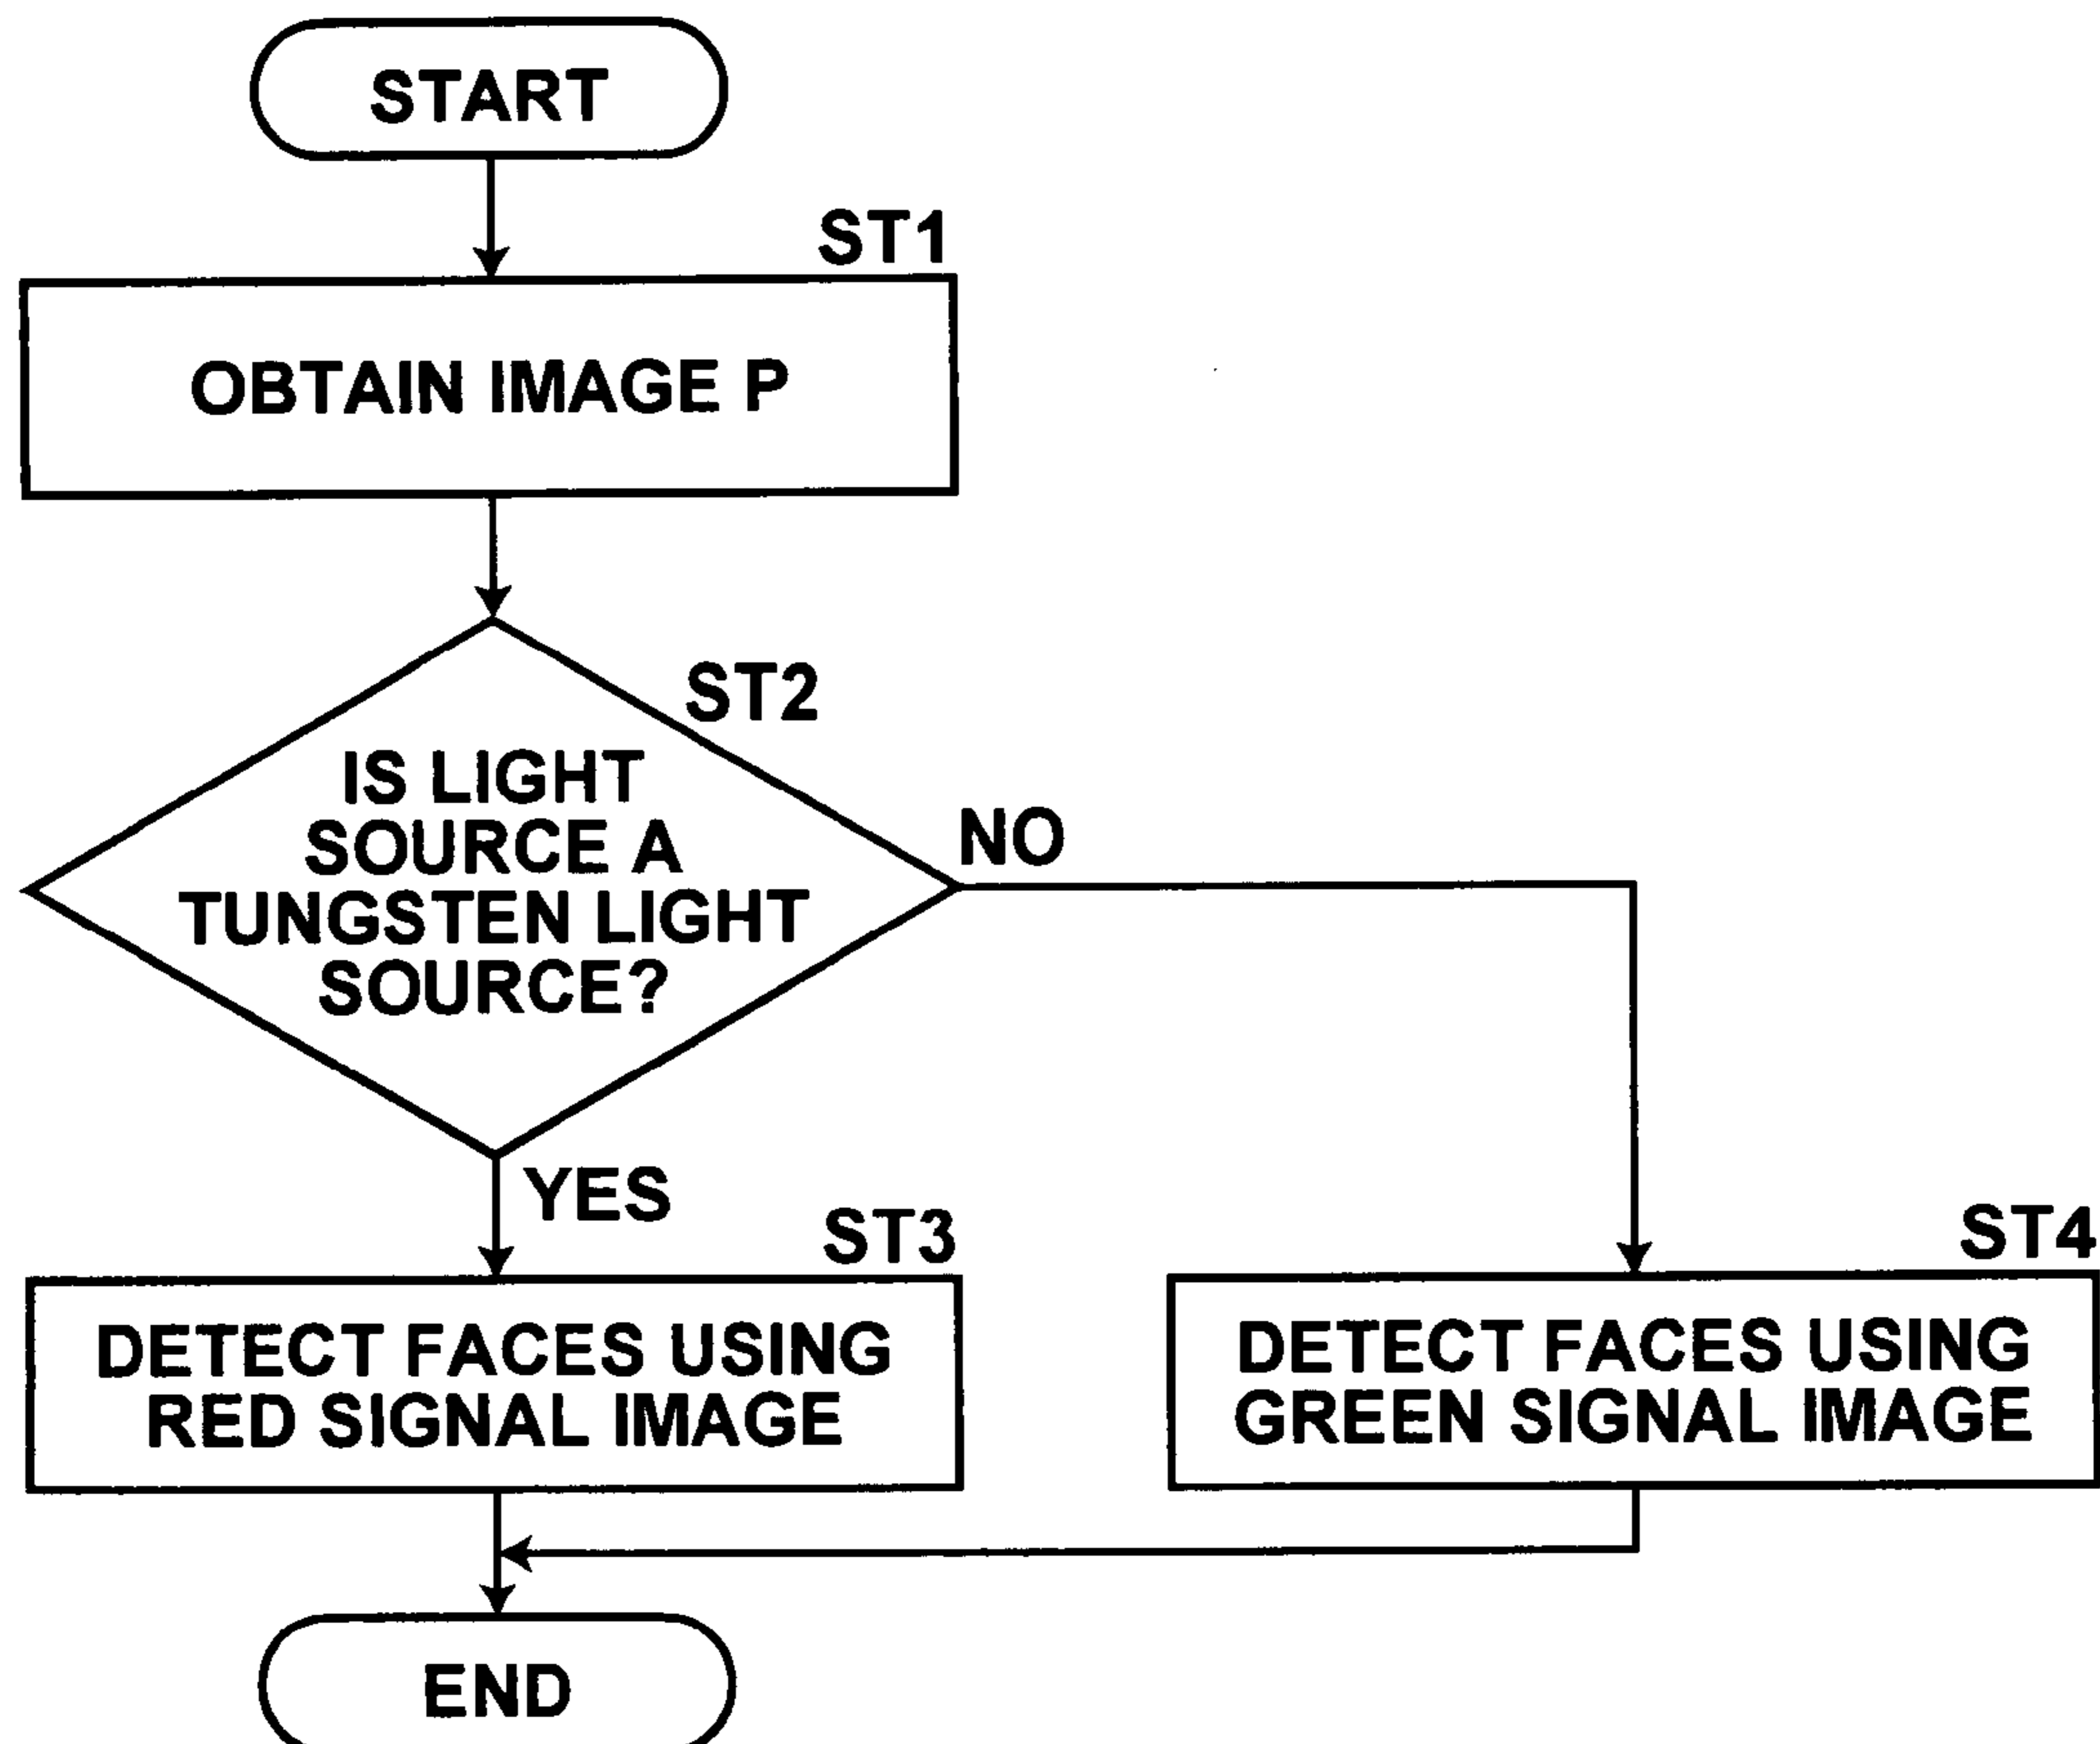 START
ST1
OBTAIN IMAGE P
ST2
IS LIGHT
SOURCE A
TUNGSTEN LIGHT
SOURCE?
NO
YES
ST3
DETECT FACES USING
RED SIGNAL IMAGE
ST4
DETECT FACES USING
GREEN SIGNAL IMAGE
END